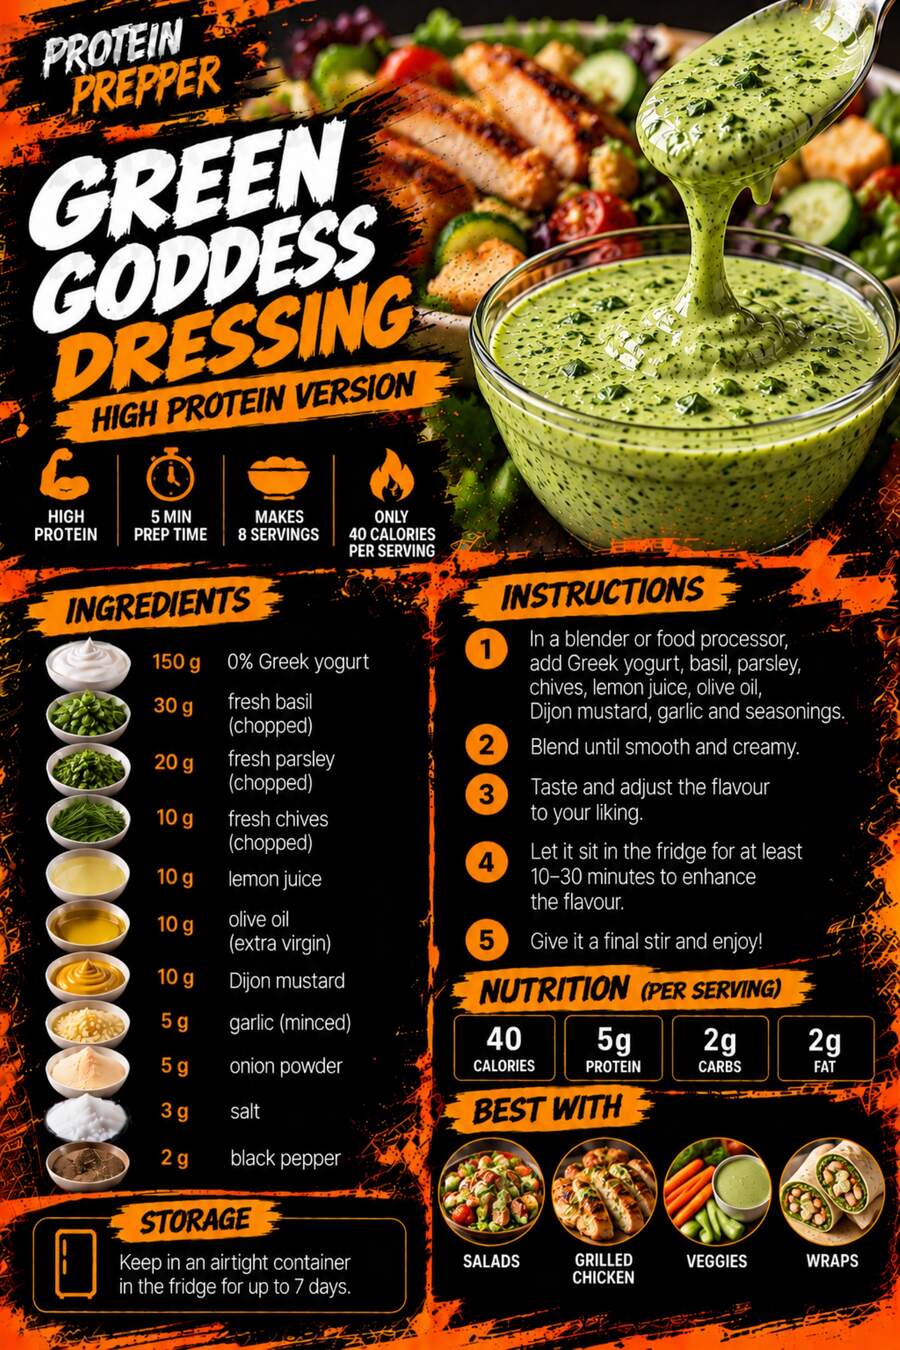 PROTEIN
PREPPER
GREEN
GODDESS
DRESSING
HIGH PROTEIN VERSION
HIGH
PROTEIN
5 MIN
PREP TIME
MAKES
8 SERVINGS
ONLY
40 CALORIES
PER SERVING
INGREDIENTS
150 g 0% Greek yogurt
30 g fresh basil
(chopped)
20 g fresh parsley
(chopped)
10 g fresh chives
(chopped)
10 g lemon juice
10 g olive oil
(extra virgin)
10 g Dijon mustard
5 g garlic (minced)
5 g onion powder
3 g salt
2 g black pepper
STORAGE
Keep in an airtight container
in the fridge for up to 7 days.
INSTRUCTIONS
1 In a blender or food processor,
add Greek yogurt, basil, parsley,
chives, lemon juice, olive oil,
Dijon mustard, garlic and seasonings.
2 Blend until smooth and creamy.
3 Taste and adjust the flavour
to your liking.
4 Let it sit in the fridge for at least
10–30 minutes to enhance
the flavour.
5 Give it a final stir and enjoy!
NUTRITION (PER SERVING)
40
CALORIES
5g
PROTEIN
2g
CARBS
2g
FAT
BEST WITH
SALADS
GRILLED
CHICKEN
VEGGIES
WRAPS